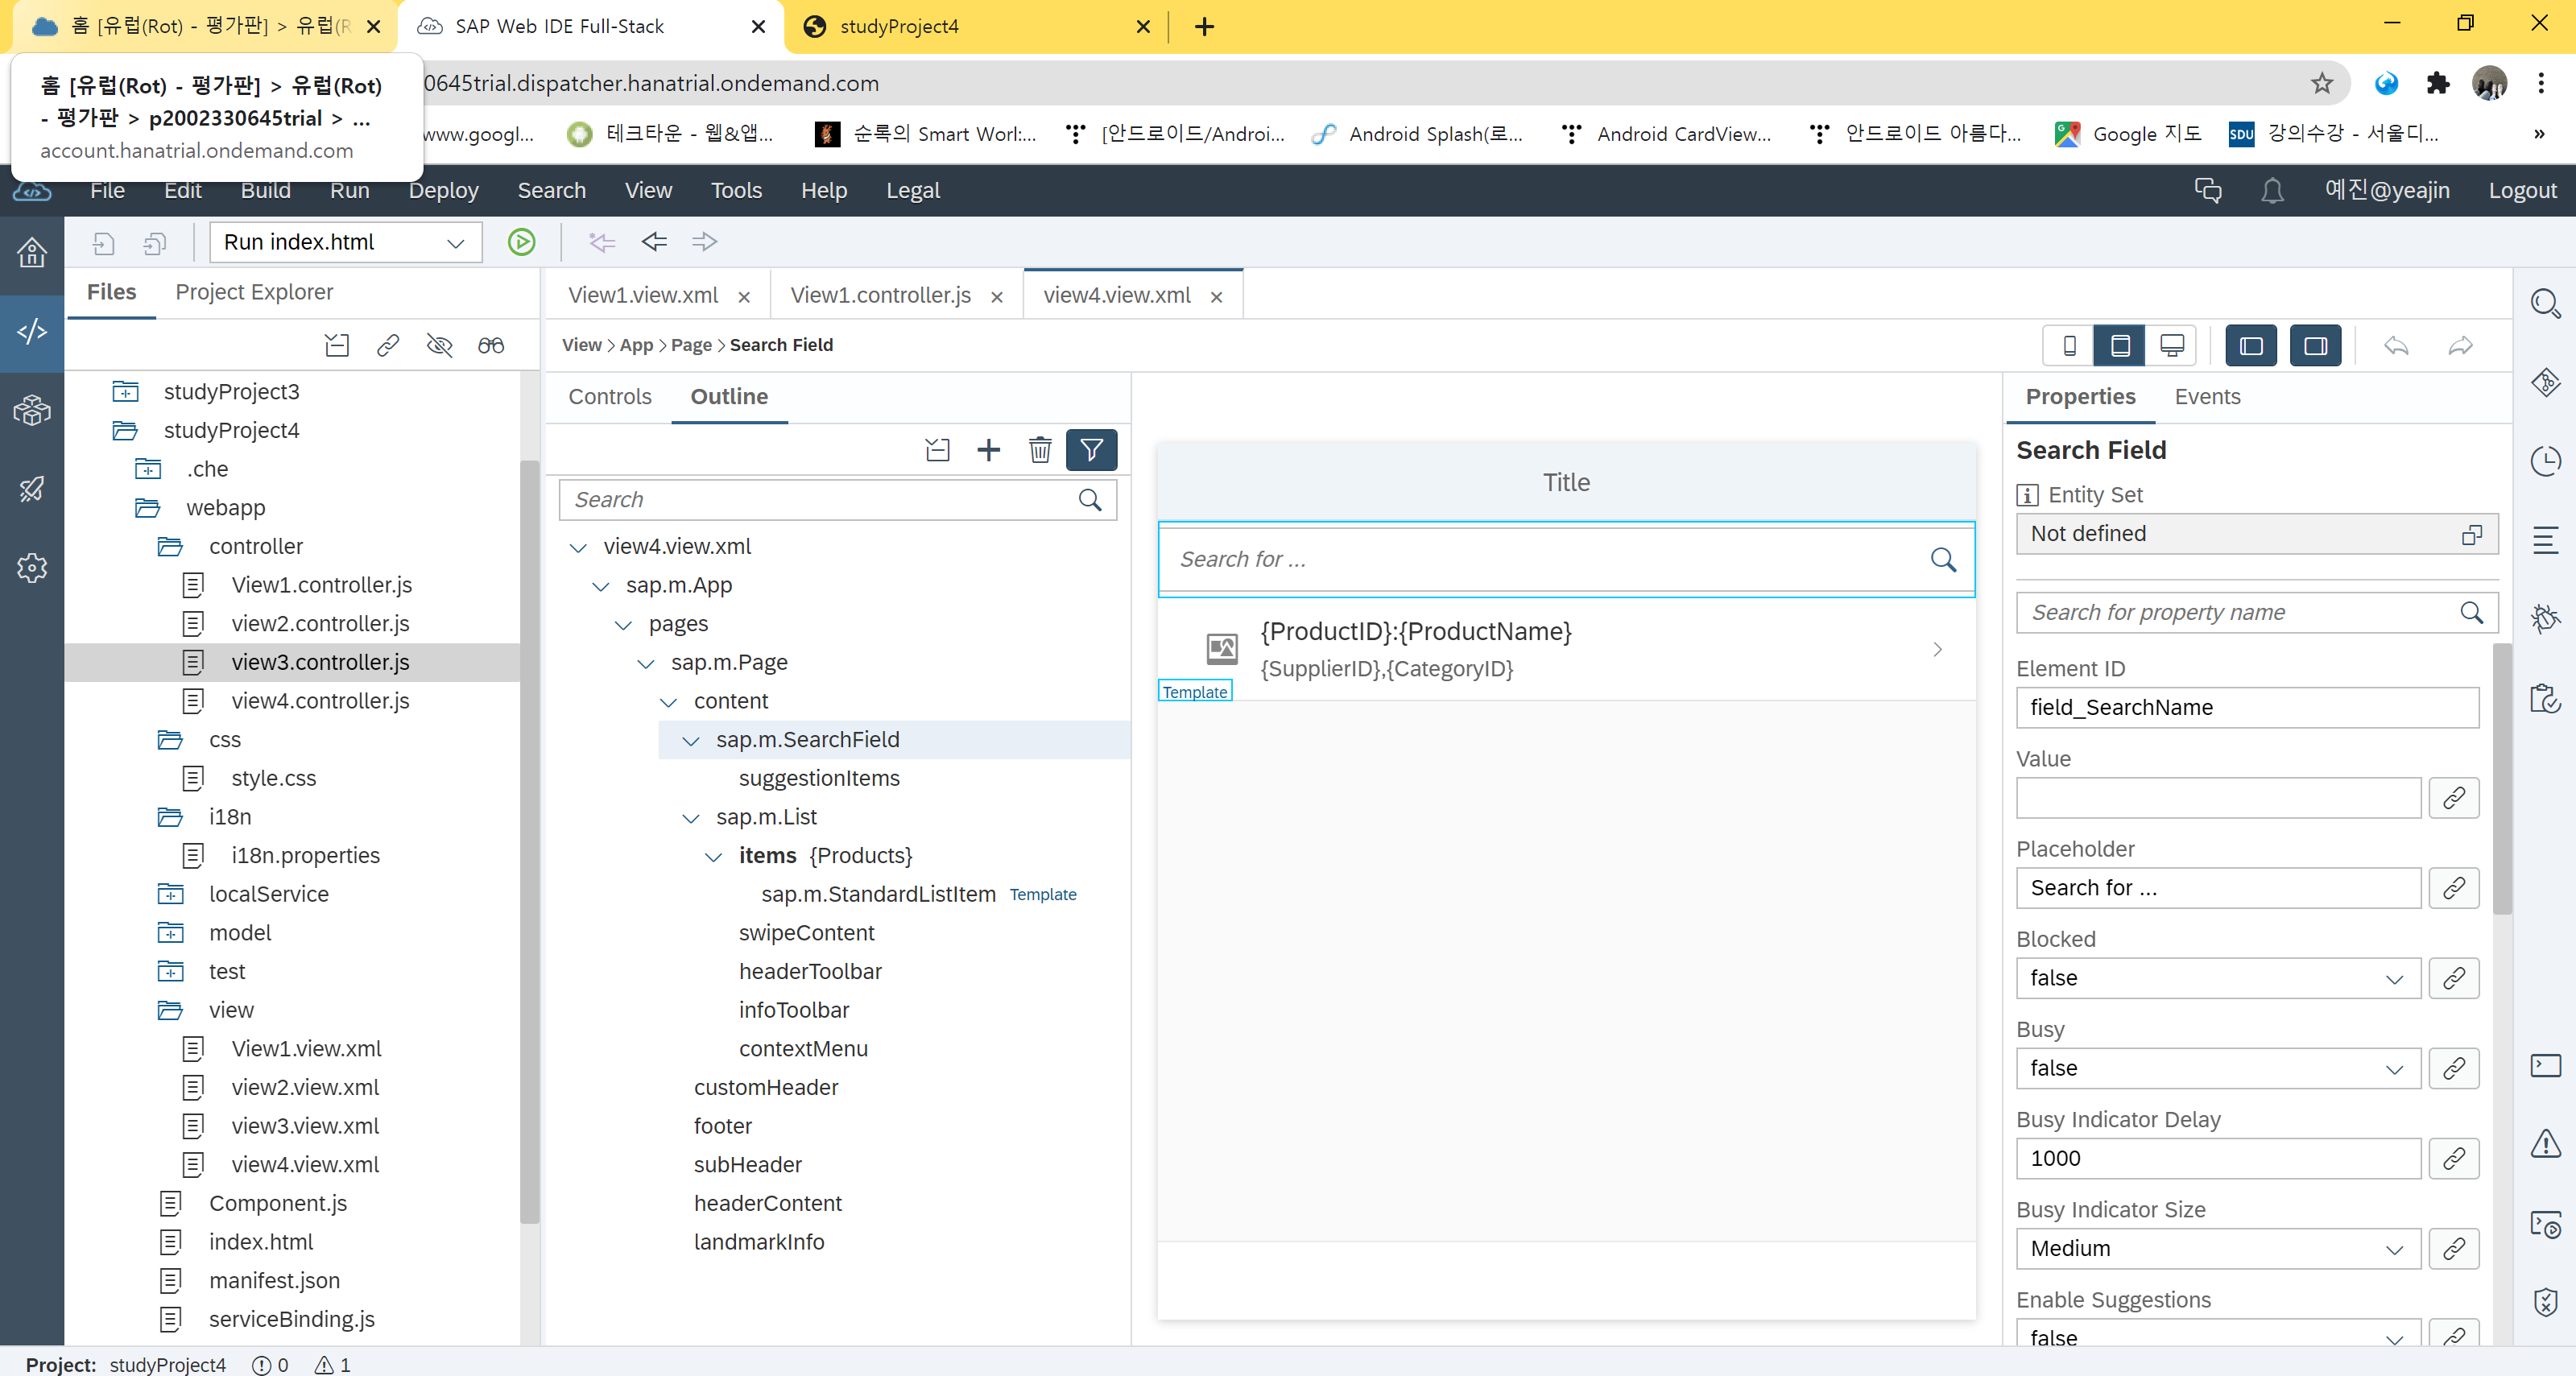 홈 [유럽(Rot) - 평가판] > 유럽(R
SAP Web IDE Full-Stack
studyProject4
홈 [유럽(Rot) - 평가판] > 유럽(Rot)
- 평가판 > p2002330645trial > ...
account.hanatrial.ondemand.com
0645trial.dispatcher.hanatrial.ondemand.com
www.googl...
테크타운 - 웹&앱...
순록의 Smart Worl:...
[안드로이드/Androi...
Android Splash(로...
Android CardView...
안드로이드 아름다...
Google 지도
SDU 강의수강 - 서울디...
»
File Edit Build Run Deploy Search View Tools Help Legal
예진@yeajin Logout
Run index.html
Files Project Explorer
studyProject3
studyProject4
.che
webapp
controller
View1.controller.js
view2.controller.js
view3.controller.js
view4.controller.js
css
style.css
i18n
i18n.properties
localService
model
test
view
View1.view.xml
view2.view.xml
view3.view.xml
view4.view.xml
Component.js
index.html
manifest.json
serviceBinding.js
View1.view.xml View1.controller.js view4.view.xml
View > App > Page > Search Field
Controls Outline
Search
view4.view.xml
sap.m.App
pages
sap.m.Page
content
sap.m.SearchField
suggestionItems
sap.m.List
items {Products}
sap.m.StandardListItem Template
swipeContent
headerToolbar
infoToolbar
contextMenu
customHeader
footer
subHeader
headerContent
landmarkInfo
Title
Search for ...
{ProductID}:{ProductName}
{SupplierID},{CategoryID}
Template
Properties Events
Search Field
Entity Set
Not defined
Search for property name
Element ID
field_SearchName
Value
Placeholder
Search for ...
Blocked
false
Busy
false
Busy Indicator Delay
1000
Busy Indicator Size
Medium
Enable Suggestions
false
Project: studyProject4 0 1